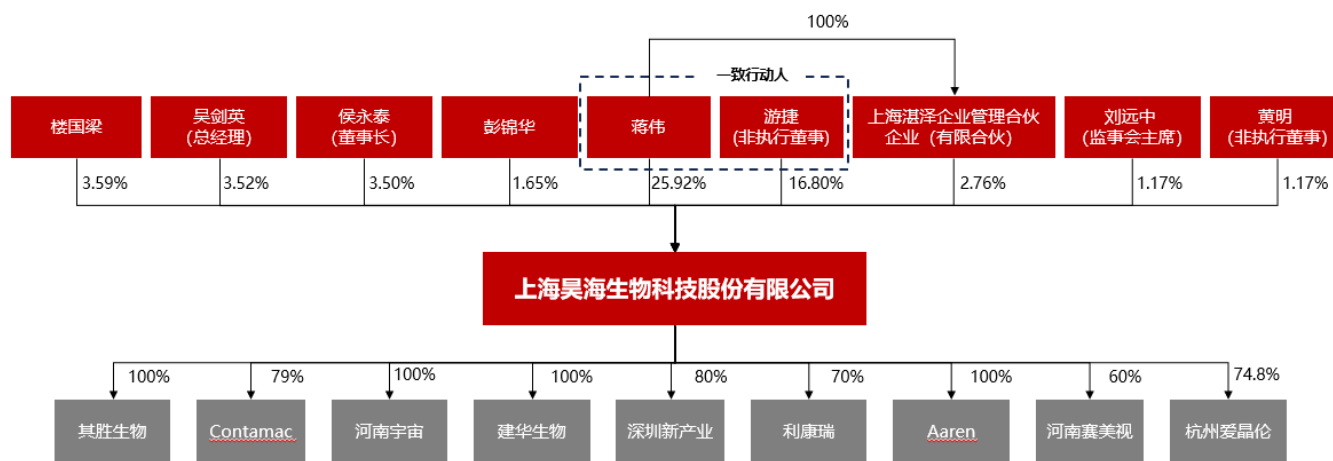 100%
一致行动人
楼国梁
吴剑英
(总经理)
侯永泰
(董事长)
彭锦华
蒋伟
游捷
(非执行董事)
上海湛泽企业管理合伙
企业（有限合伙）
刘远中
(监事会主席)
黄明
(非执行董事)
3.59%
3.52%
3.50%
1.65%
25.92%
16.80%
2.76%
1.17%
1.17%
上海昊海生物科技股份有限公司
100%
79%
100%
100%
80%
70%
100%
60%
74.8%
其胜生物
Contamac
河南宇宙
建华生物
深圳新产业
利康瑞
Aaren
河南赛美视
杭州爱晶伦